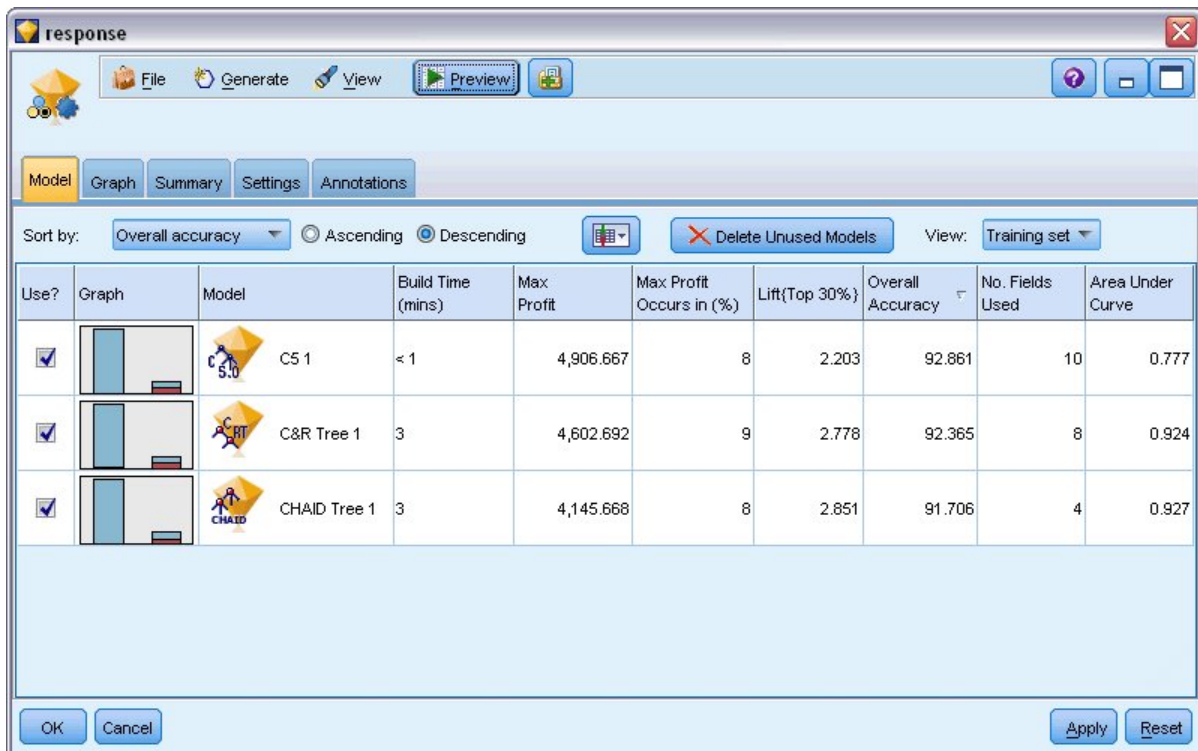 response
File Generate View Preview
Model Graph Summary Settings Annotations
Sort by: Overall accuracy Ascending Descending Delete Unused Models View: Training set
Use? Graph Model Build Time (mins) Max Profit Max Profit Occurs in (%) Lift{Top 30%} Overall Accuracy No. Fields Used Area Under Curve
C 5.0 C5 1 < 1 4,906.667 8 2.203 92.861 10 0.777
C RT C&R Tree 1 3 4,602.692 9 2.778 92.365 8 0.924
CHAID CHAID Tree 1 3 4,145.668 8 2.851 91.706 4 0.927
OK Cancel Apply Reset